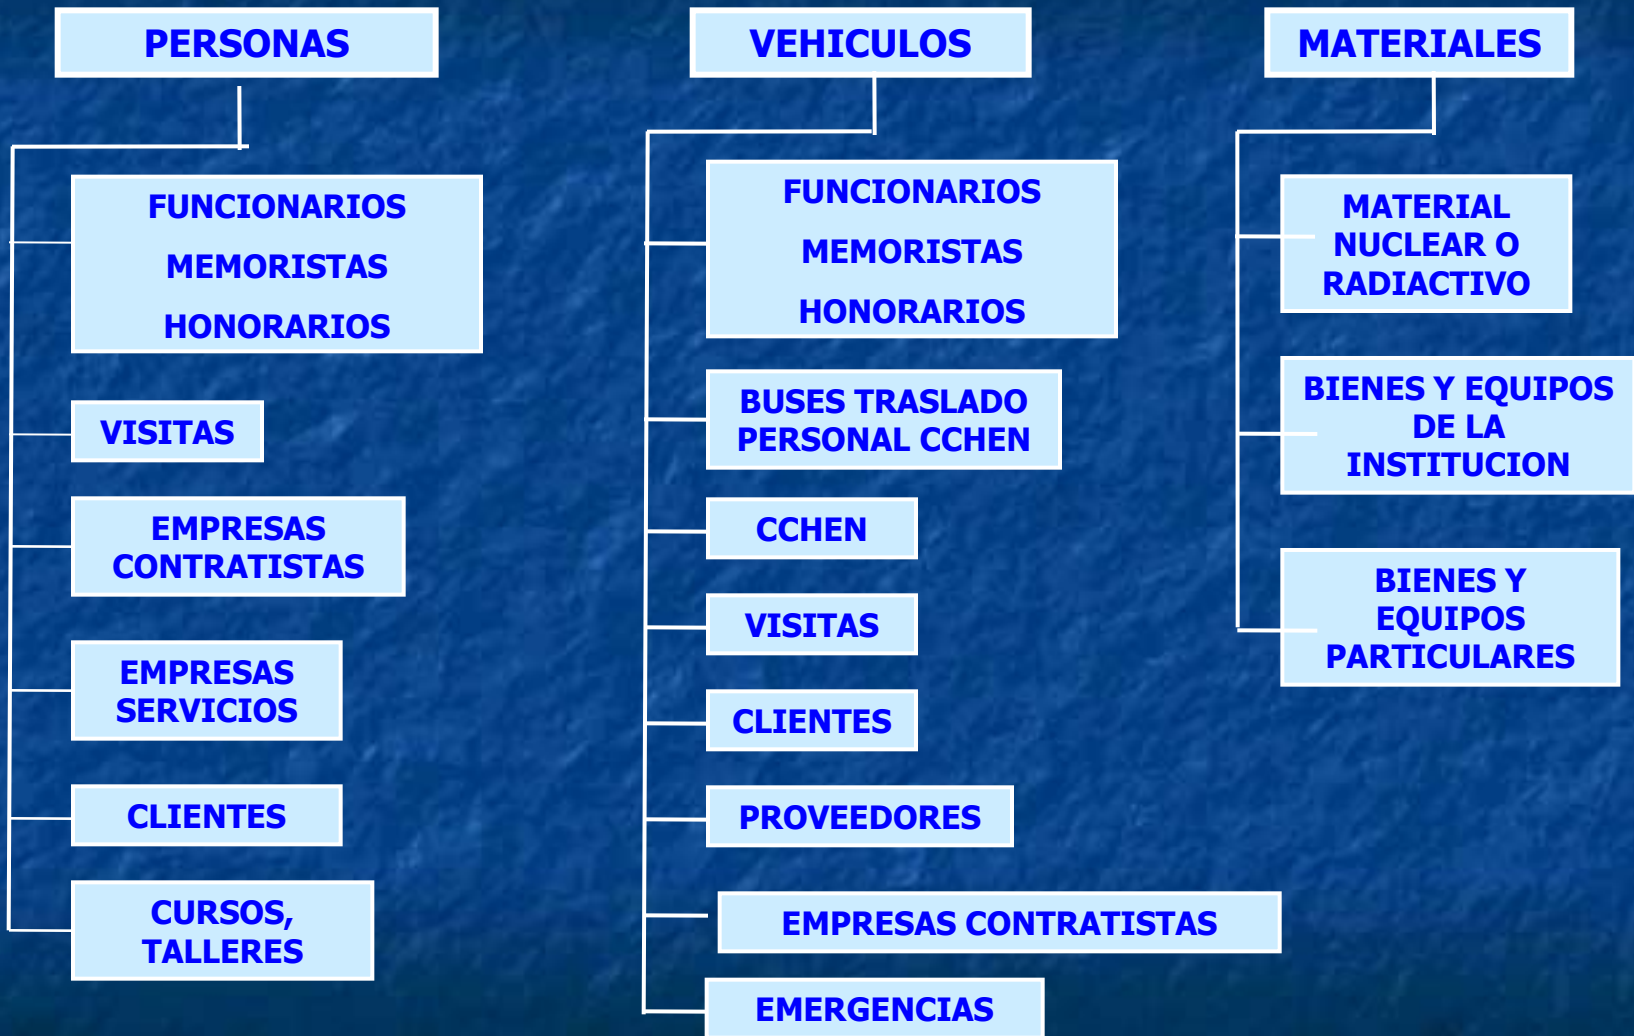 PERSONAS
FUNCIONARIOS
MEMORISTAS
HONORARIOS
VISITAS
EMPRESAS
CONTRATISTAS
EMPRESAS
SERVICIOS
CLIENTES
CURSOS,
TALLERES
VEHICULOS
FUNCIONARIOS
MEMORISTAS
HONORARIOS
BUSES TRASLADO
PERSONAL CCHEN
CCHEN
VISITAS
CLIENTES
PROVEEDORES
EMPRESAS CONTRATISTAS
EMERGENCIAS
MATERIALES
MATERIAL
NUCLEAR O
RADIACTIVO
BIENES Y EQUIPOS
DE LA
INSTITUCION
BIENES Y
EQUIPOS
PARTICULARES